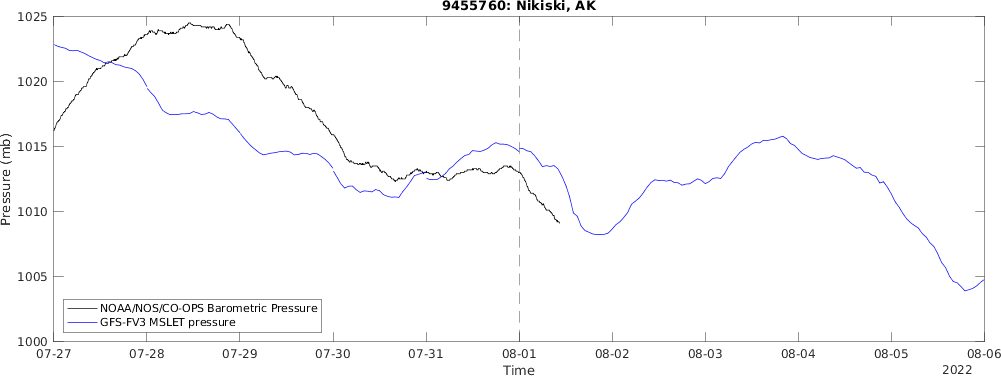 9455760: Nikiski, AK
1025
1020
1015
1010
1005
1000
Pressure (mb)
NOAA/NOS/CO-OPS Barometric Pressure
GFS-FV3 MSLET pressure
07-27 07-28 07-29 07-30 07-31 08-01 08-02 08-03 08-04 08-05 08-06
Time
2022